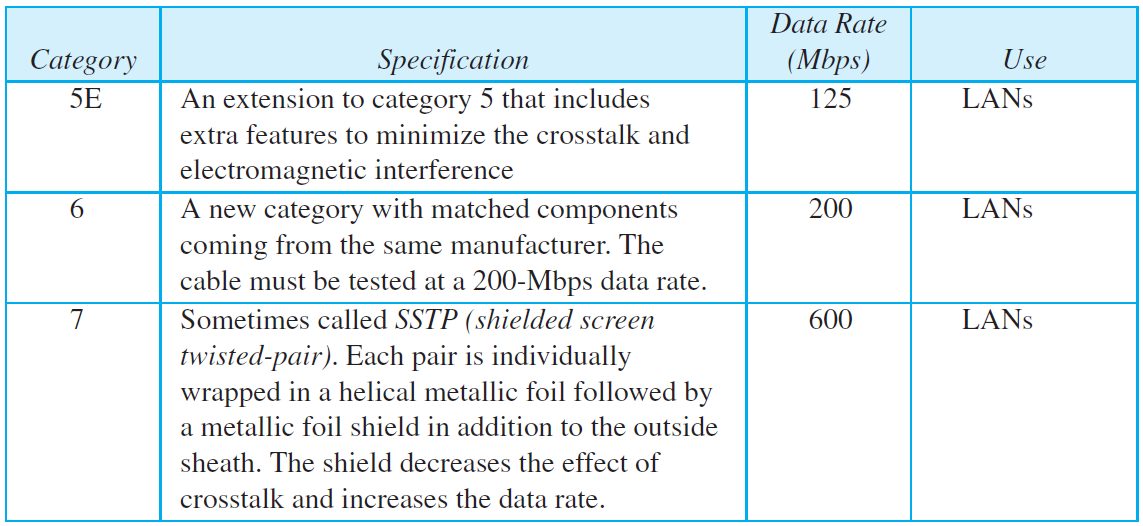 Category Specification Data Rate (Mbps) Use
5E An extension to category 5 that includes 125 LANs
extra features to minimize the crosstalk and
electromagnetic interference
6 A new category with matched components 200 LANs
coming from the same manufacturer. The
cable must be tested at a 200-Mbps data rate.
7 Sometimes called SSTP (shielded screen 600 LANs
twisted-pair). Each pair is individually
wrapped in a helical metallic foil followed by
a metallic foil shield in addition to the outside
sheath. The shield decreases the effect of
crosstalk and increases the data rate.